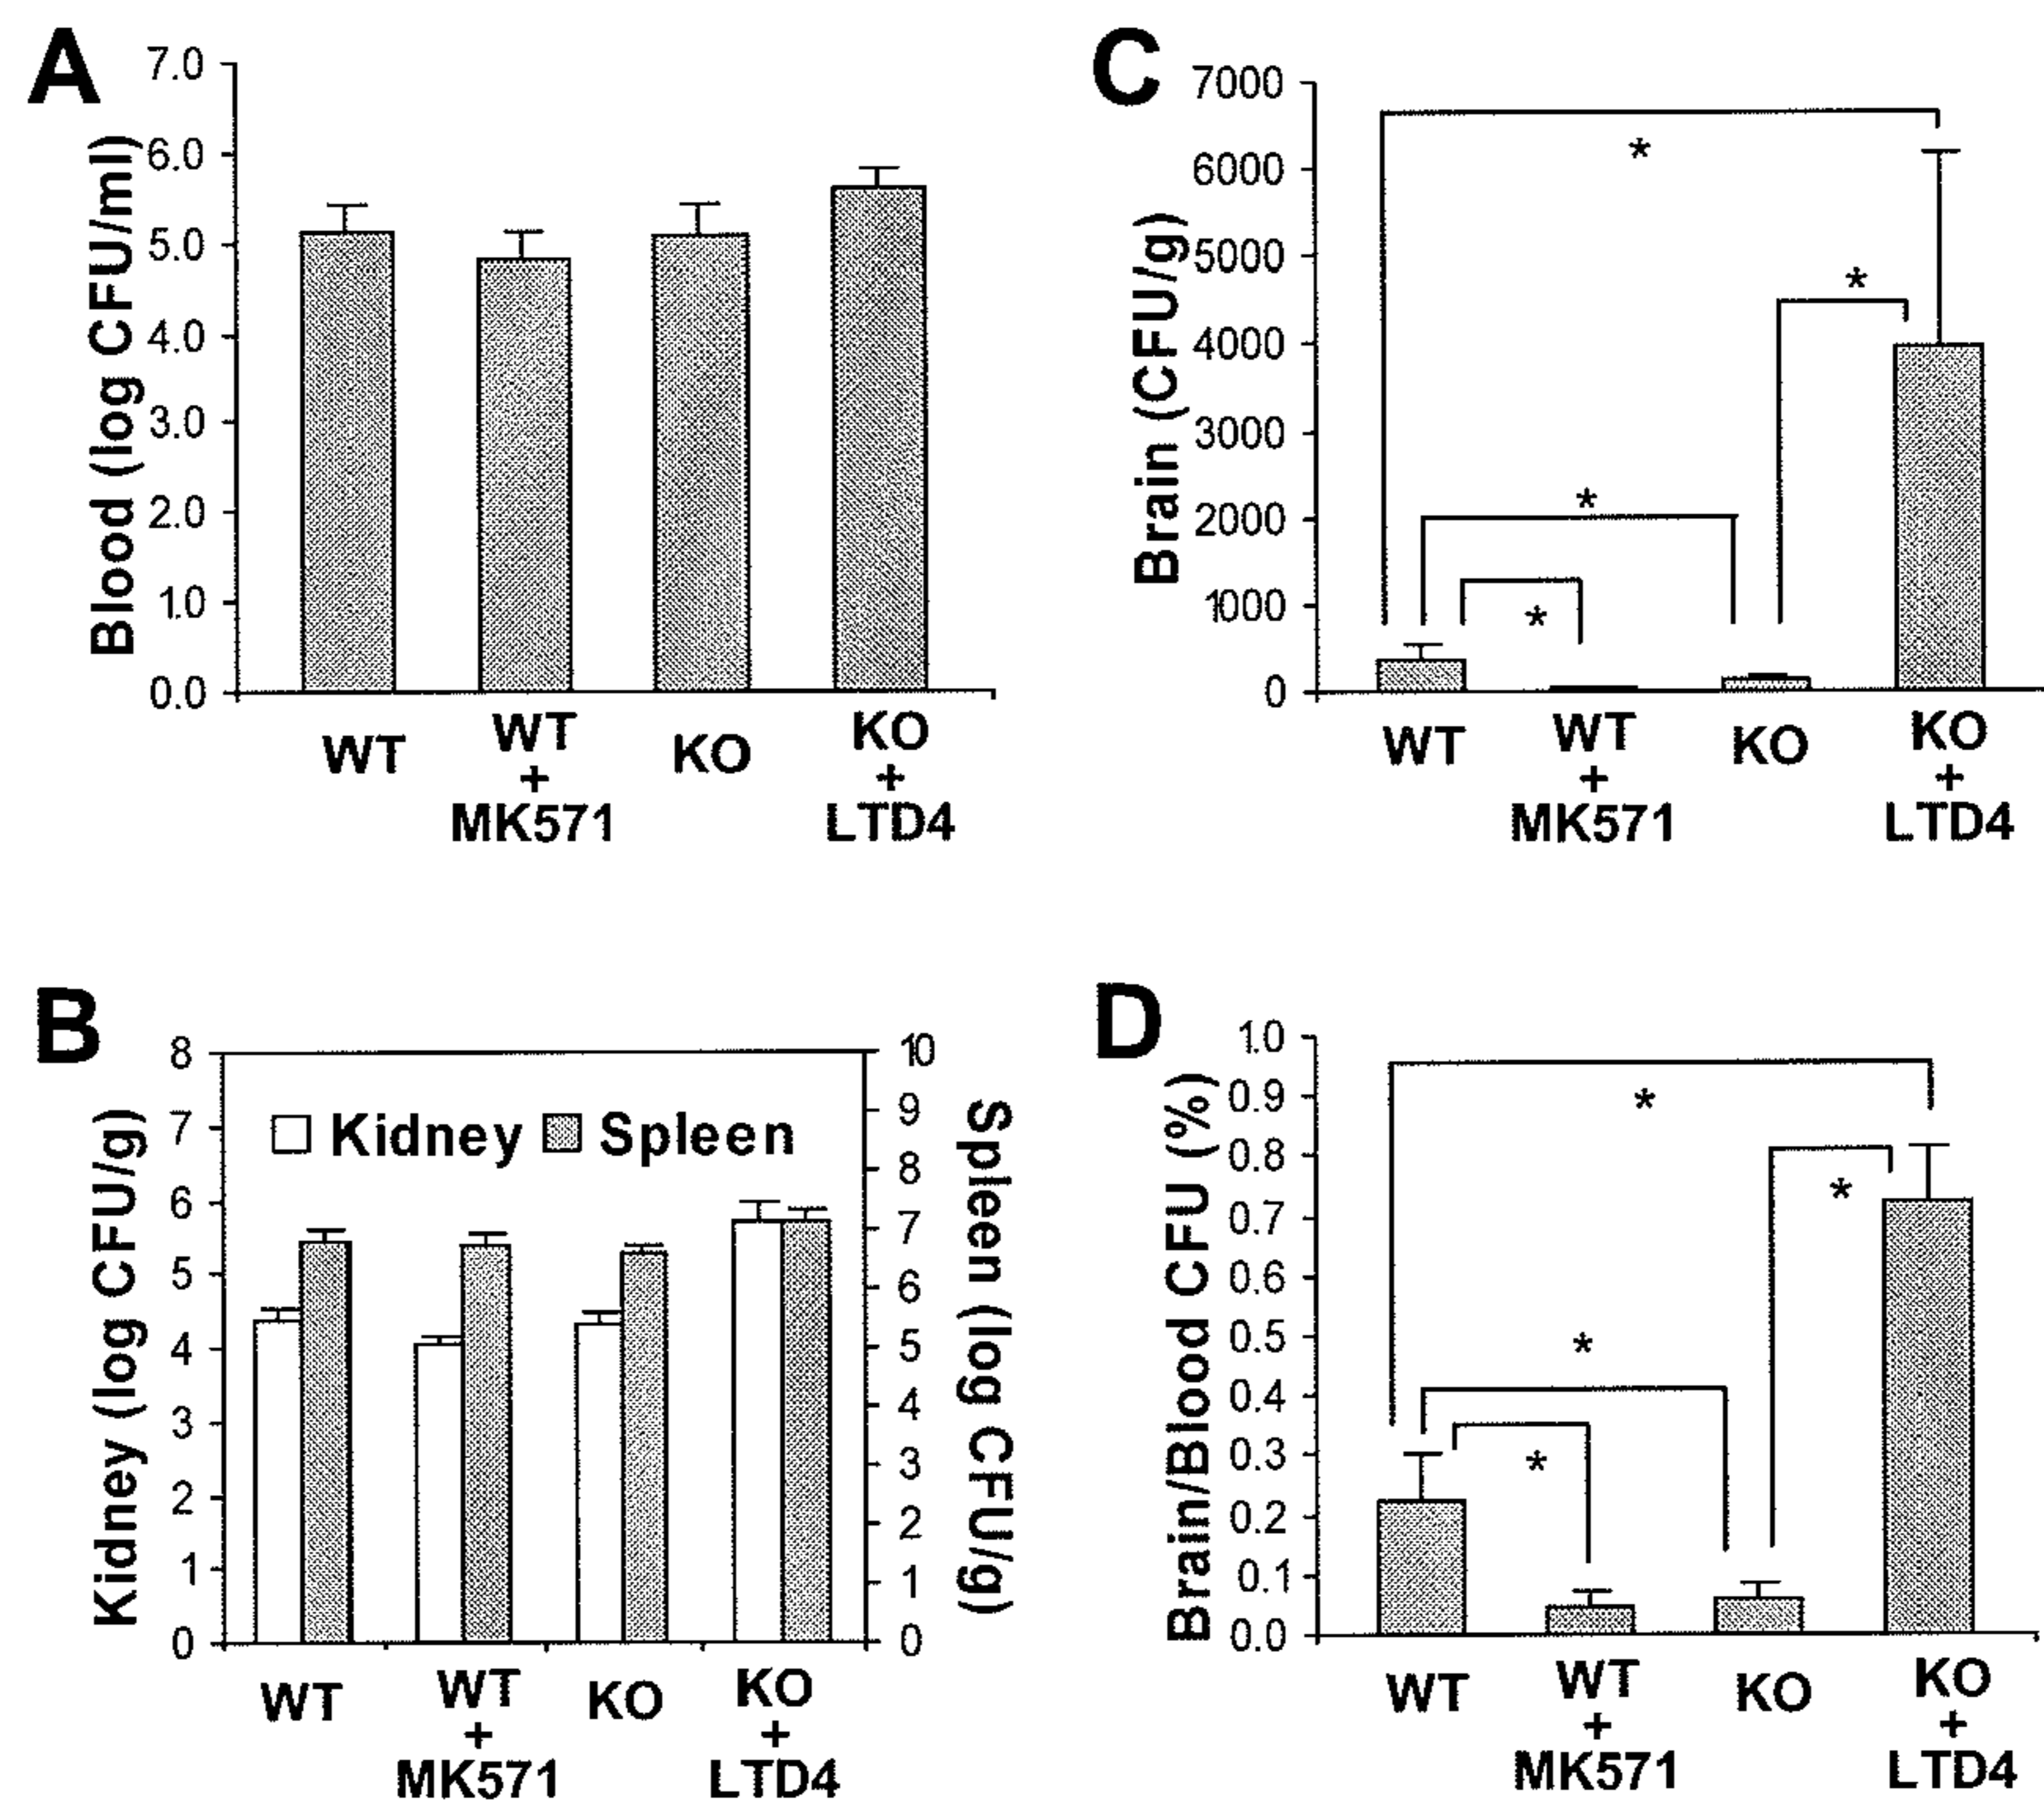 A
Blood (log CFU/ml)
7.0
6.0
5.0
4.0
3.0
2.0
1.0
0.0
WT
WT
+
MK571
KO
KO
+
LTD4
C
Brain (CFU/g)
7000
6000
5000
4000
3000
2000
1000
0
*
*
*
*
WT
WT
+
MK571
KO
KO
+
LTD4
B
Kidney (log CFU/g)
8
7
6
5
4
3
2
1
0
Kidney Spleen
10
9
8
7
6
5
4
3
2
1
0
Spleen (log CFU/g)
WT
WT
+
MK571
KO
KO
+
LTD4
D
Brain/Blood CFU (%)
1.0
0.9
0.8
0.7
0.6
0.5
0.4
0.3
0.2
0.1
0.0
*
*
*
*
WT
WT
+
MK571
KO
KO
+
LTD4